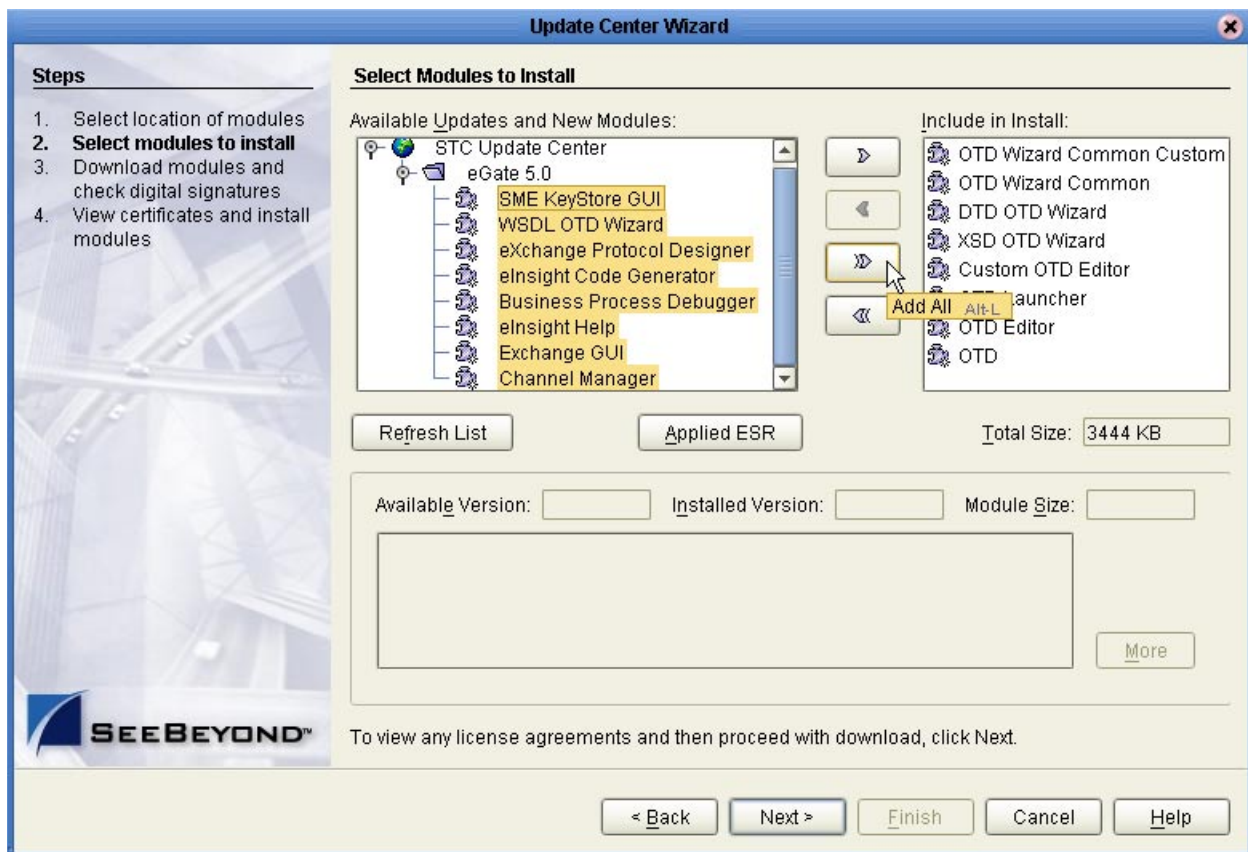 Update Center Wizard
Steps
1. Select location of modules
2. Select modules to install
3. Download modules and
check digital signatures
4. View certificates and install
modules
SEEBEYOND™
Select Modules to Install
Available Updates and New Modules:
STC Update Center
eGate 5.0
SME KeyStore GUI
WSDL OTD Wizard
eXchange Protocol Designer
eInsight Code Generator
Business Process Debugger
eInsight Help
Exchange GUI
Channel Manager
Include in Install:
OTD Wizard Common Custom
OTD Wizard Common
DTD OTD Wizard
XSD OTD Wizard
Custom OTD Editor
Launcher
OTD Editor
OTD
Add All Alt-L
Refresh List
Applied ESR
Total Size: 3444 KB
Available Version:
Installed Version:
Module Size:
More
To view any license agreements and then proceed with download, click Next.
< Back
Next >
Finish
Cancel
Help